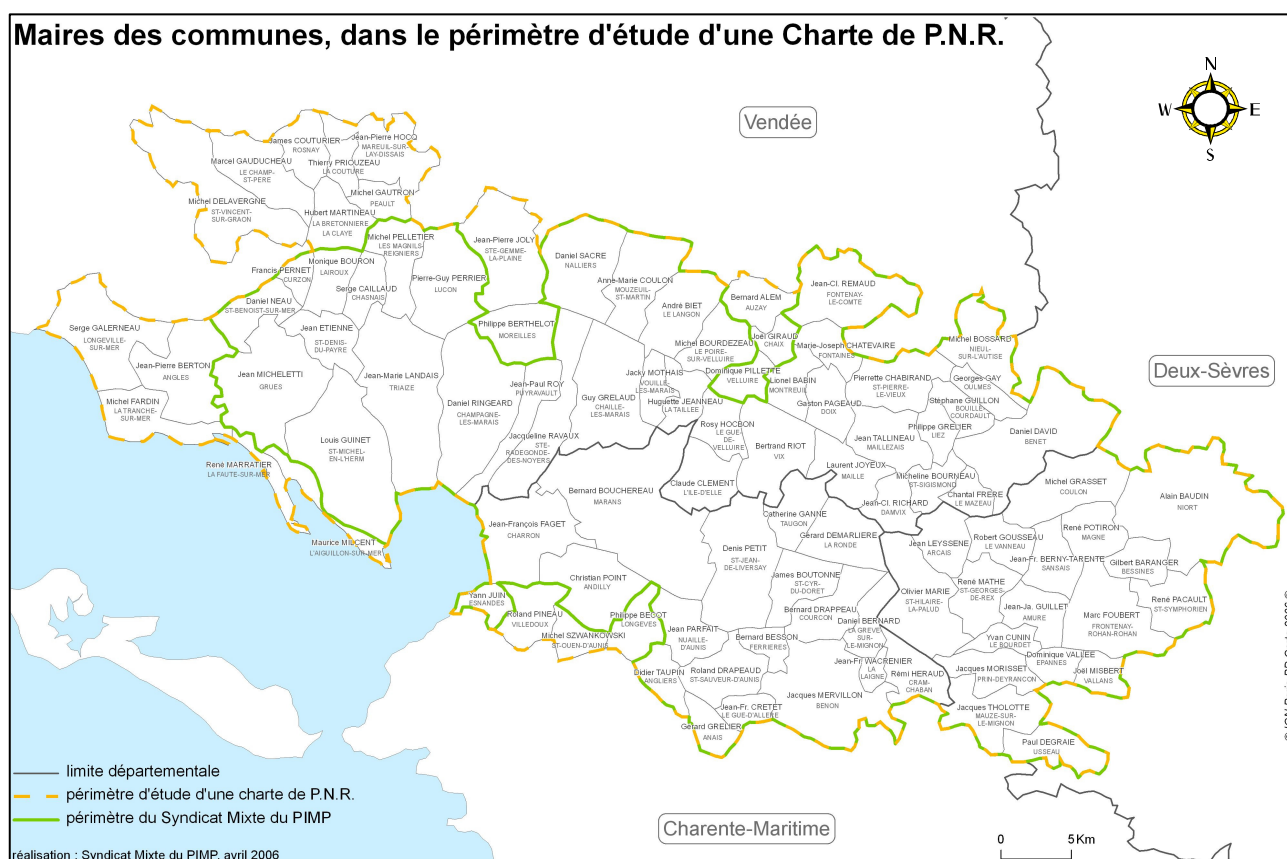 Maires des communes, dans le périmètre d'étude d'une Charte de P.N.R.
N
W
E
S
Vendée
Deux-Sèvres
Charente-Maritime
James COUTURIER
ROSNAY
Jean-Pierre HOCQ
MAREUIL-SUR-
LAY-DISSAIS
Marcel GAUDUCHEAU
LE CHAMP-
ST-PERE
Thierry PRIOUZEAU
LA COUTURE
Michel GAUTRON
PEAULT
Michel DELAVERGNE
ST-VINCENT-
SUR-GRAON
Hubert MARTINEAU
LA BRETONNIERE
LA CLAYE
Michel PELLETIER
LES MAGNILS-
REIGNIERS
Jean-Pierre JOLY
STE-GEMME-
LA-PLAINE
Monique BOURON
LAIROUX
Francis PERNET
CURZON
Serge CAILLAUD
CHASNAIS
Pierre-Guy PERRIER
LUCON
Daniel SACRE
NALLIERS
Anne-Marie COULON
MOUZEUIL-
ST-MARTIN
André BIET
LE LANGON
Bernard ALEM
AUZAY
Jean-Cl. REMAUD
FONTENAY-
LE-COMTE
Daniel NEAU
ST-BENOIST-SUR-MER
Serge GALERNEAU
LONGEVILLE-
SUR-MER
Jean ETIENNE
ST-DENIS-
DU-PAYRE
Philippe BERTHELOT
MOREILLES
Michel BOURDEZEAU
LE POIRE-
SUR-VELLUIRE
Joël GIRAUD
CHAIX
Marie-Joseph CHATEVAIRE
FONTAINES
Michel BOSSARD
NIEUL-
SUR-L'AUTISE
Jean-Pierre BERTON
ANGLES
Jean MICHELETTI
GRUES
Jean-Marie LANDAIS
TRIAIZE
Jean-Paul ROY
PUYRAVAULT
Jacky MOTHAIS
VOUILLE-
LES-MARAIS
Dominique PILLETTE
VELLUIRE
Lionel BABIN
MONTREUIL
Pierrette CHABIRAND
ST-PIERRE-
LE-VIEUX
Georges-GAY
OULMES
Michel FARDIN
LA TRANCHE-
SUR-MER
Daniel RINGEARD
CHAMPAGNE-
LES-MARAIS
Guy GRELAUD
CHAILLE-
LES-MARAIS
Huguette JEANNEAU
LA TAILLEE
Gaston PAGEAUD
DOIX
Stéphane GUILLON
BOUILLE-
COURDAULT
Philippe GRELIER
LIEZ
Daniel DAVID
BENET
Louis GUINET
ST-MICHEL-
EN-L'HERM
Jacqueline RAVAUX
STE-
RADEGONDE-
DES-NOYERS
Rosy HOCBON
LE GUE-
DE-
VELLUIRE
Bertrand RIOT
VIX
Jean TALLINEAU
MAILLEZAIS
René MARRATIER
LA FAUTE-SUR-MER
Bernard BOUCHEREAU
MARANS
Claude CLEMENT
L'ILE-D'ELLE
Laurent JOYEUX
MAILLE
Micheline BOURNEAU
ST-SIGISMOND
Jean-Cl. RICHARD
DAMVIX
Chantal FRERE
LE MAZEAU
Michel GRASSET
COULON
Alain BAUDIN
NIORT
Maurice MILCENT
L'AIGUILLON-SUR-MER
Jean-François FAGET
CHARRON
Catherine GANNE
TAUGON
Gérard DEMARLIERE
LA RONDE
Jean LEYSSENE
ARCAIS
Robert GOUSSEAU
LE VANNEAU
René POTIRON
MAGNE
Denis PETIT
ST-JEAN-
DE-LIVERSAY
Jean-Fr. BERNY-TARENTE
SANSAIS
Gilbert BARANGER
BESSINES
Christian POINT
ANDILLY
James BOUTONNE
ST-CYR-
DU-DORET
Olivier MARIE
ST-HILAIRE-
LA-PALUD
René MATHE
ST-GEORGES-
DE-REX
Yann JUIN
ESNANDES
Roland PINEAU
VILLEDOUX
Philippe BECOT
LONGEVES
Bernard DRAPPEAU
COURCON
Jean-Ja. GUILLET
AMURE
Marc FOUBERT
FRONTENAY-
ROHAN-ROHAN
René PACAULT
ST-SYMPHORIEN
Michel SZWANKOWSKI
ST-OUEN-D'AUNIS
Jean PARFAIT
NUAILLE-
D'AUNIS
Bernard BESSON
FERRIERES
Daniel BERNARD
LA GREVE-
SUR-
LE-MIGNON
Yvan CUNIN
LE BOURDET
Dominique VALLEE
EPANNES
Joël MISBERT
VALLANS
Didier TAUPIN
ANGLIERS
Roland DRAPEAUD
ST-SAUVEUR-D'AUNIS
Jean-Fr WACRENIER
LA
LAIGNE
Rémi HERAUD
CRAM-
CHABAN
Jacques MORISSET
PRIN-DEYRANCON
Jean-Fr. CRETET
LE GUE-D'ALLERE
Jacques MERVILLON
BENON
Jacques THOLOTTE
MAUZE-SUR-
LE-MIGNON
Gérard GRELIER
ANAIS
Paul DEGRAIE
USSEAU
limite départementale
périmètre d'étude d'une charte de P.N.R.
périmètre du Syndicat Mixte du PIMP
réalisation : Syndicat Mixte du PIMP, avril 2006
0 5Km